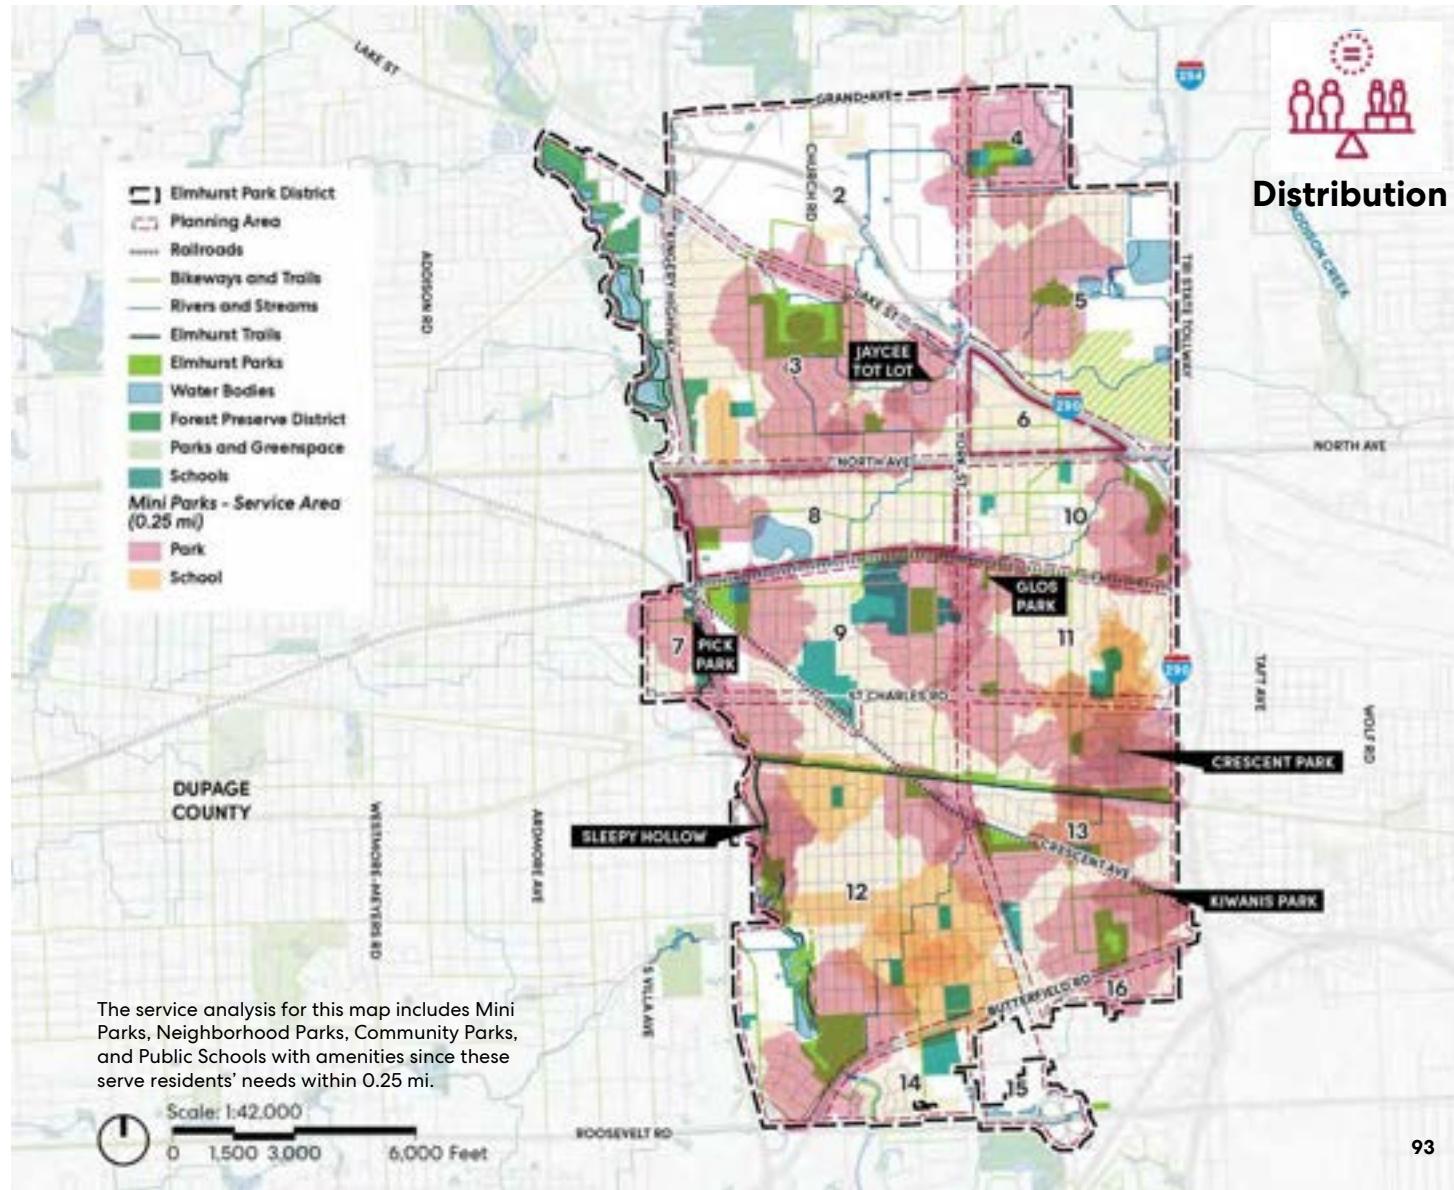 Distribution
LAKE ST
294
GRAND AVE
CHURCH RD
4
2
Elmhurst Park District
Planning Area
Railroads
Bikeways and Trails
Rivers and Streams
Elmhurst Trails
Elmhurst Parks
Water Bodies
Forest Preserve District
Parks and Greenspace
Schools
Mini Parks - Service Area
(0.25 mi)
Park
School
ADDISON RD
KINGERY HIGHWAY
ADDISON CREEK
TRI STATE TOLLWAY
5
LAKE ST
JAYCEE
TOT LOT
3
290
6
YORK ST
NORTH AVE
NORTH AVE
8
10
GLOS
PARK
9
11
7
PICK
PARK
290
ST CHARLES RD
TAFT AVE
WOLF RD
CRESCENT PARK
DUPAGE
COUNTY
WESTMORE-MEYERS RD
ARDMORE AVE
SLEEPY HOLLOW
13
CRESCENT AVE
12
KIWANIS PARK
S VILLA AVE
BUTTERFIELD RD
16
The service analysis for this map includes Mini
Parks, Neighborhood Parks, Community Parks,
and Public Schools with amenities since these
serve residents' needs within 0.25 mi.
14
15
Scale: 1:42,000
0 1,500 3,000 6,000 Feet
ROOSEVELT RD
93